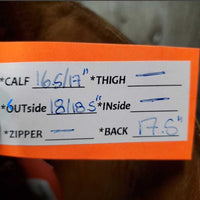 *CALF 16.5/17" *THIGH —
*OUTside 18/18.5" *INside —
*ZIPPER — *BACK 17.5"